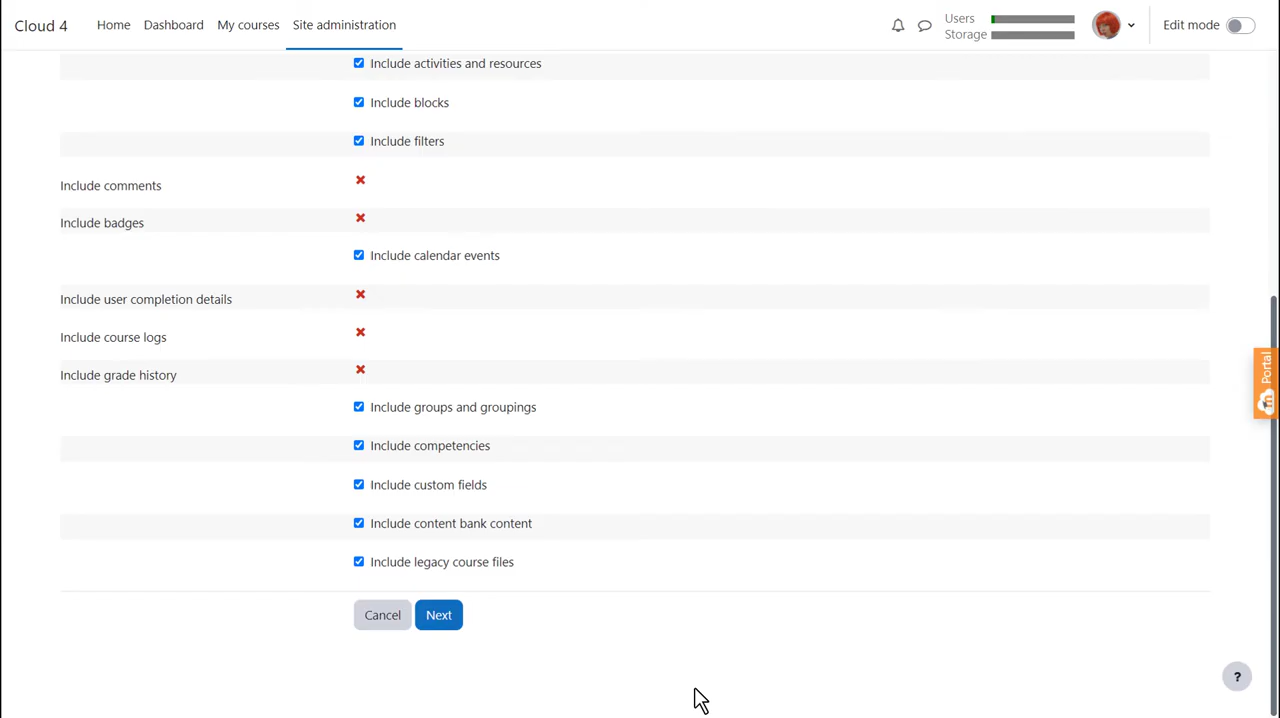 Cloud 4
Home
Dashboard
My courses
Site administration
Users
Storage
Edit mode
Include activities and resources
Include blocks
Include filters
Include comments
Include badges
Include calendar events
Include user completion details
Include course logs
Include grade history
Include groups and groupings
Include competencies
Include custom fields
Include content bank content
Include legacy course files
Cancel
Next
Portal
m
?